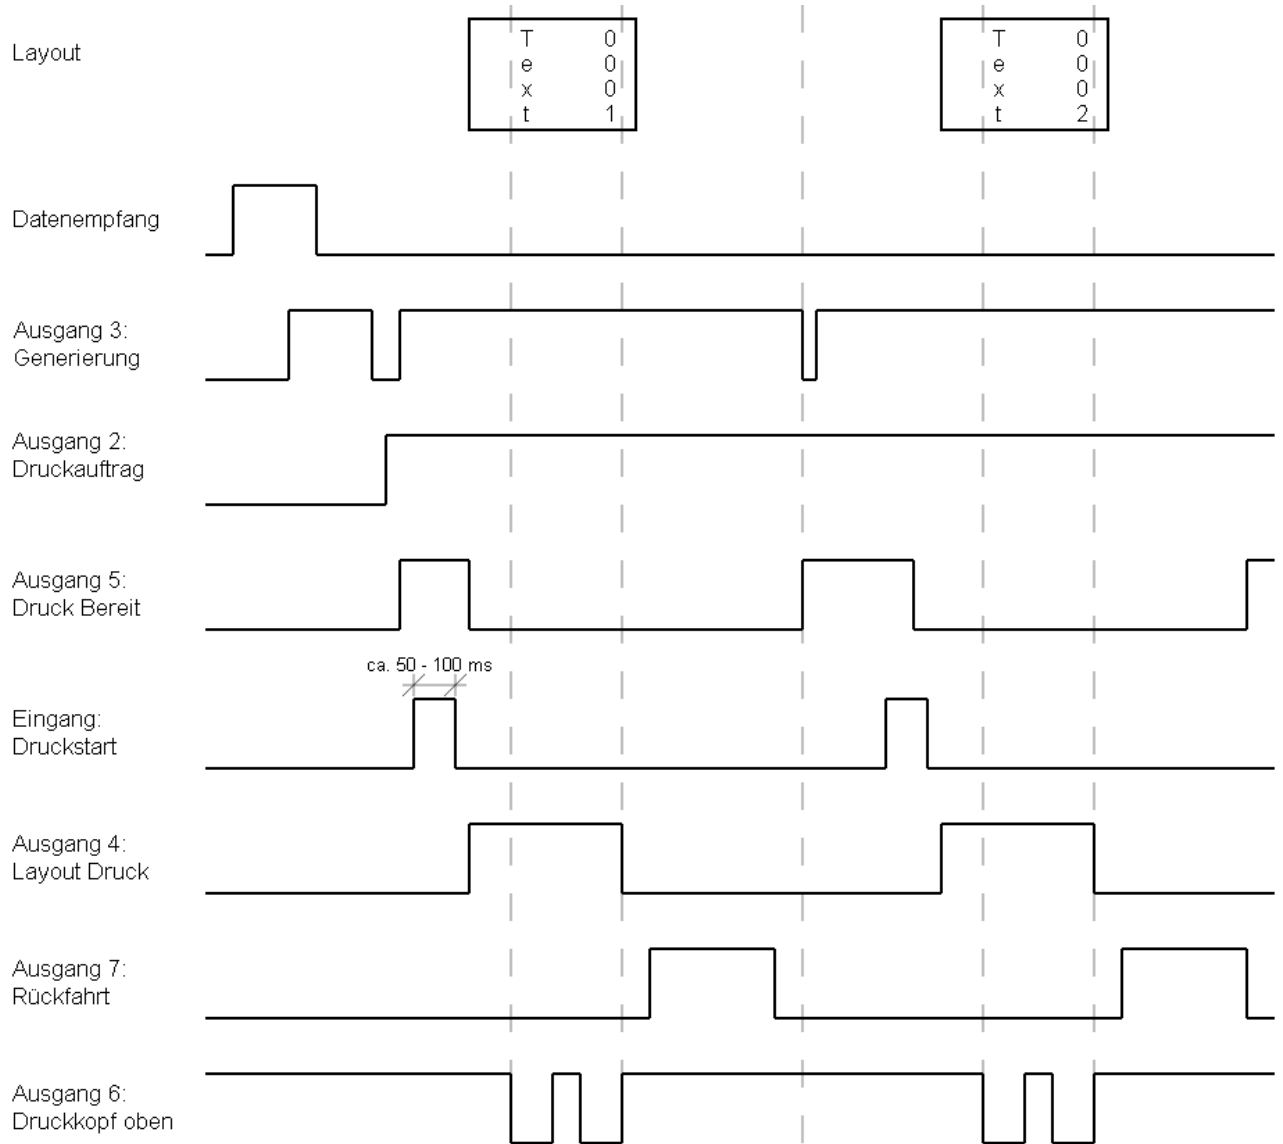 Layout
T 0
e 0
x 0
t 1
T 0
e 0
x 0
t 2
Datenempfang
Ausgang 3:
Generierung
Ausgang 2:
Druckauftrag
Ausgang 5:
Druck Bereit
ca. 50 - 100 ms
Eingang:
Druckstart
Ausgang 4:
Layout Druck
Ausgang 7:
Rückfahrt
Ausgang 6:
Druckkopf oben